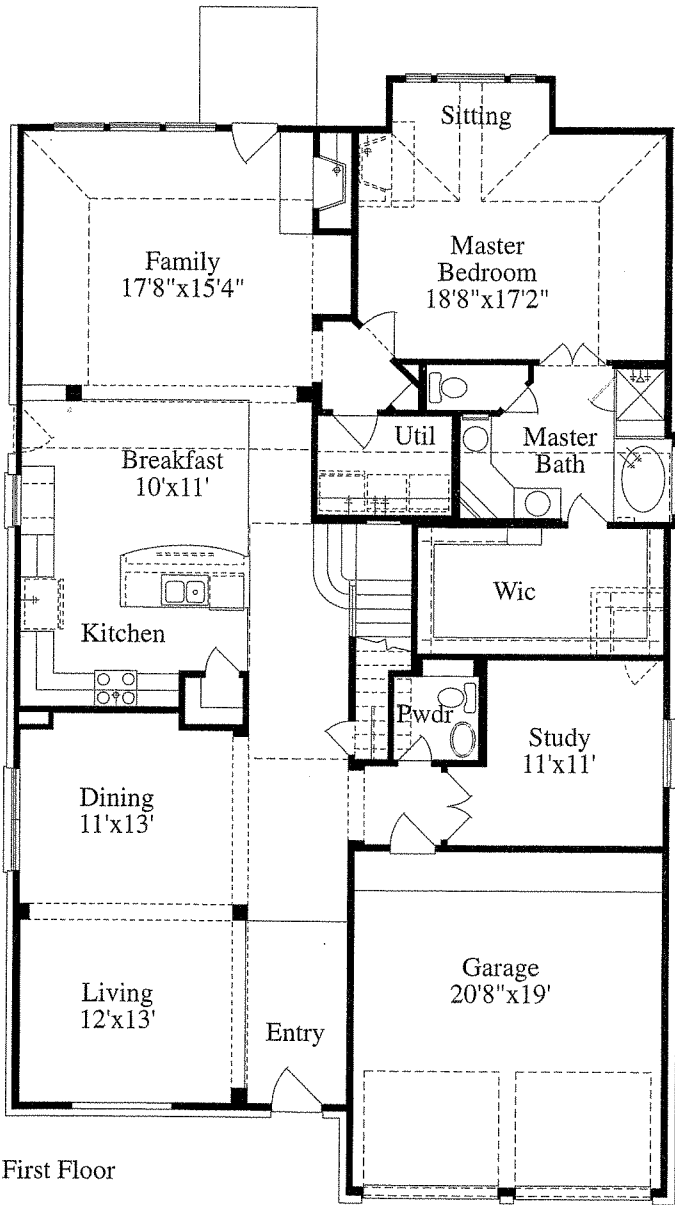 Sitting
Family
17'8"x15'4"
Master
Bedroom
18'8"x17'2"
Util
Master
Bath
Breakfast
10'x11'
Wic
Kitchen
Pwdr
Study
11'x11'
Dining
11'x13'
Living
12'x13'
Garage
20'8"x19'
Entry
First Floor